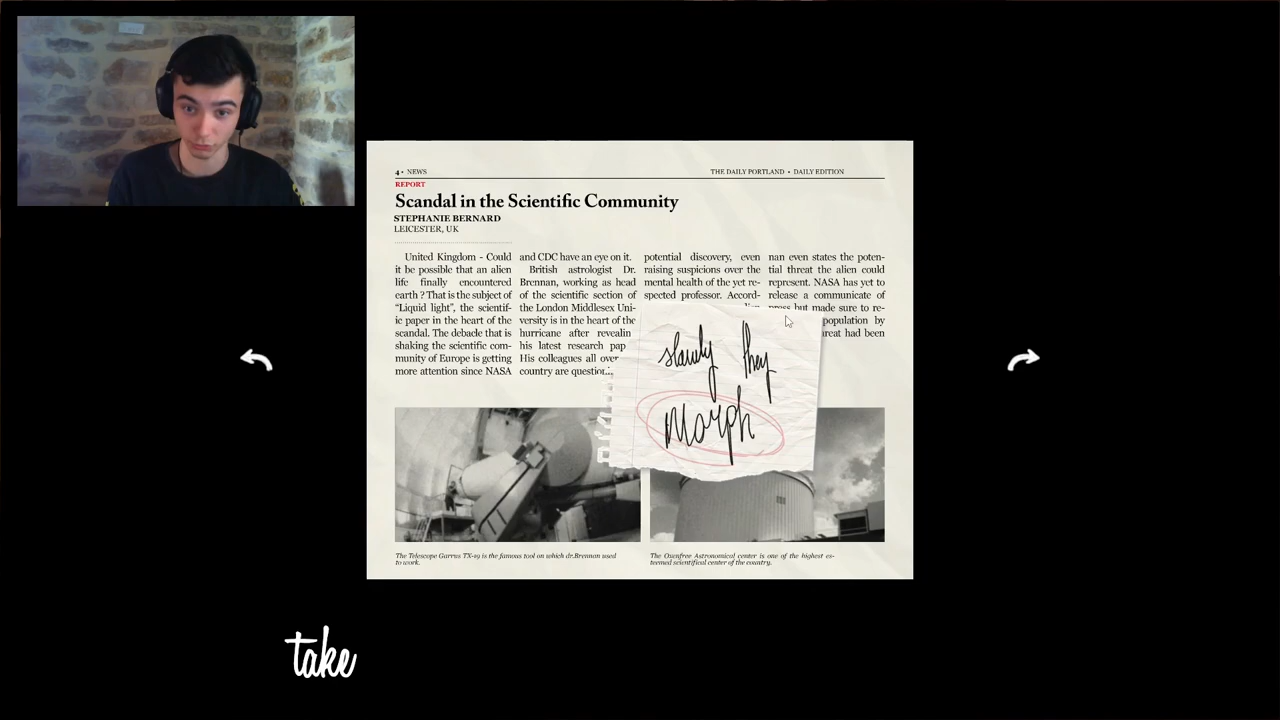 4 • NEWS
THE DAILY PORTLAND • DAILY EDITION
REPORT
Scandal in the Scientific Community
STEPHANIE BERNARD
LEICESTER, UK
United Kingdom - Could
it be possible that an alien
life finally encountered
earth ? That is the subject of
“Liquid light”, the scientif-
ic paper in the heart of the
scandal. The debacle that is
shaking the scientific com-
munity of Europe is getting
more attention since NASA
and CDC have an eye on it.
British astrologist Dr.
Brennan, working as head
of the scientific section of
the London Middlesex Uni-
versity is in the heart of the
hurricane after
his latest research
His colleagues all over
country are
potential discovery, even
raising suspicions over the
mental health of the yet re-
spected professor. Accord-
nan even states the poten-
tial threat the alien could
represent. NASA has yet to
release a communicate of
press but made sure to re-
population by
had been
slowly they
Morph
The Telescope Garrus TX-19 is the famous tool on which dr.Brennan used
to work.
The Oxenfree Astronomical center is one of the highest es-
teemed scientifical center of the country.
take